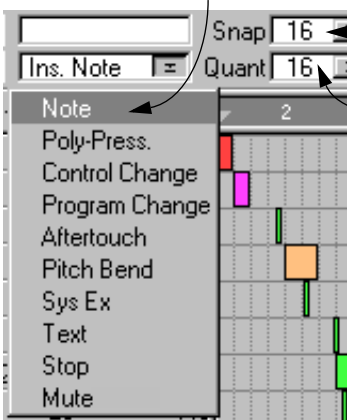 Snap 16
Ins. Note Quant 16
Note 2
Poly-Press.
Control Change
Program Change
Aftertouch
Pitch Bend
Sys Ex
Text
Stop
Mute